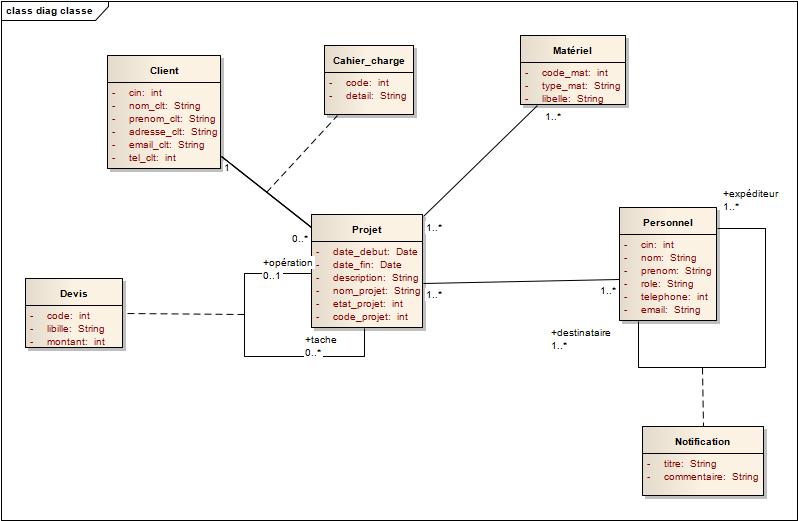 class diag classe
Client
- cin: int
- nom_clt: String
- prenom_clt: String
- adresse_clt: String
- email_clt: String
- tel_clt: int
Cahier_charge
- code: int
- detail: String
Matériel
- code_mat: int
- type_mat: String
- libelle: String
1..*
1
0..*
1..*
Projet
- date_debut: Date
- date_fin: Date
- description: String
- nom_projet: String
- etat_projet: int
- code_projet: int
+opération
0..1
+tache
0..*
1..*
1..*
Personnel
- cin: int
- nom: String
- prenom: String
- role: String
- telephone: int
- email: String
+expéditeur
1..*
+destinataire
1..*
Devis
- code: int
- libille: String
- montant: int
Notification
- titre: String
- commentaire: String